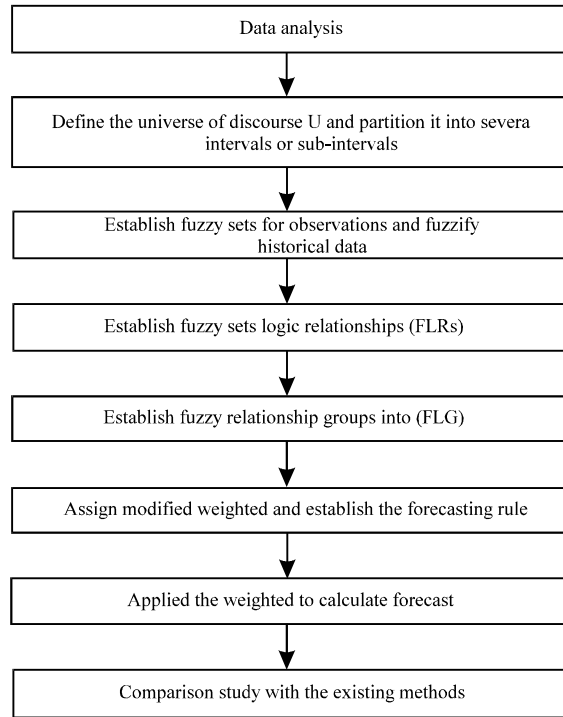 Data analysis
Define the universe of discourse U and partition it into severa
intervals or sub-intervals
Establish fuzzy sets for observations and fuzzify
historical data
Establish fuzzy sets logic relationships (FLRs)
Establish fuzzy relationship groups into (FLG)
Assign modified weighted and establish the forecasting rule
Applied the weighted to calculate forecast
Comparison study with the existing methods